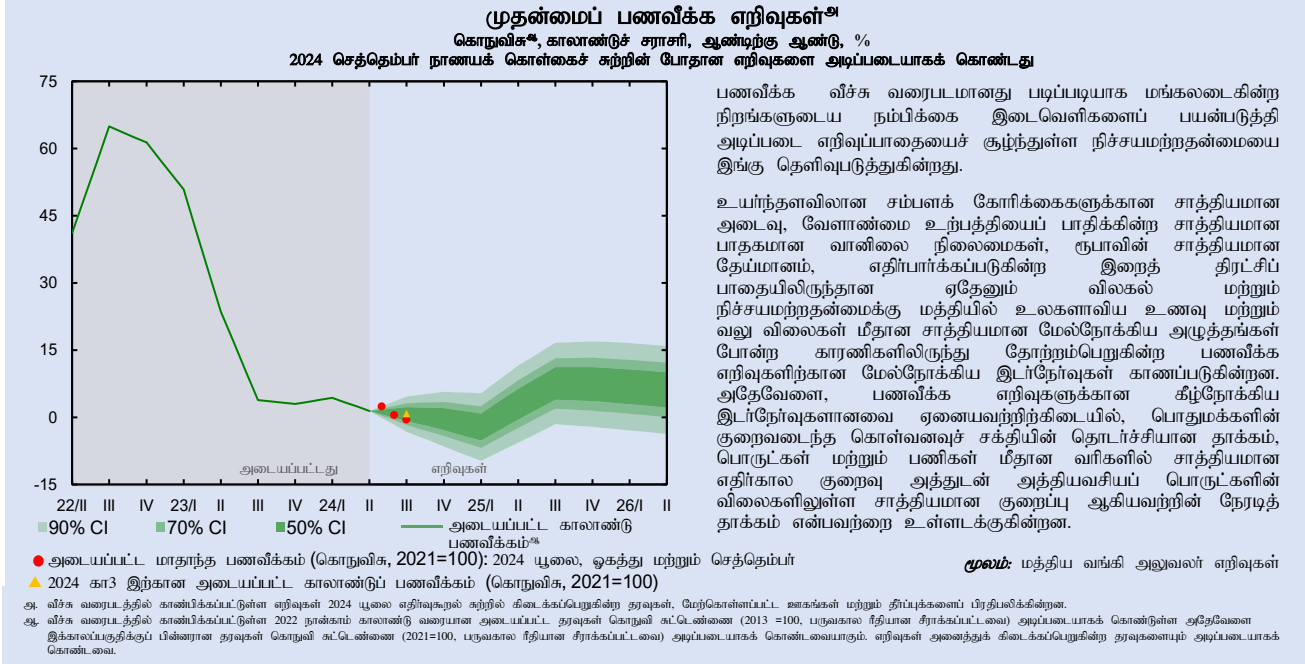 முதன்மைப் பணவீக்க எறிவுகள்அ
கொநுவிசுஆ, காலாண்டுச் சராசரி, ஆண்டிற்கு ஆண்டு, %
2024 செத்தெம்பர் நாணயக் கொள்கைச் சுற்றின் போதான எறிவுகளை அடிப்படையாகக் கொண்டது
75
60
45
30
15
0
-15
அடையப்பட்டது எறிவுகள்
22/II III IV 23/I II III IV 24/I II III IV 25/I II III IV 26/I II
90% CI 70% CI 50% CI அடையப்பட்ட காலாண்டு
பணவீக்கம்ஆ
அடையப்பட்ட மாதாந்த பணவீக்கம் (கொநுவிசு, 2021=100): 2024 யூலை, ஓகத்து மற்றும் செத்தெம்பர்
2024 கா3 இற்கான அடையப்பட்ட காலாண்டுப் பணவீக்கம் (கொநுவிசு, 2021=100)
பணவீக்க வீச்சு வரைபடமானது படிப்படியாக மங்கலடைகின்ற
நிறங்களுடைய நம்பிக்கை இடைவெளிகளைப் பயன்படுத்தி
அடிப்படை எறிவுப்பாதையைச் சூழ்ந்துள்ள நிச்சயமற்றதன்மையை
இங்கு தெளிவுபடுத்துகின்றது.
உயர்ந்தளவிலான சம்பளக் கோரிக்கைகளுக்கான சாத்தியமான
அடைவு, வேளாண்மை உற்பத்தியைப் பாதிக்கின்ற சாத்தியமான
பாதகமான வானிலை நிலைமைகள், ரூபாவின் சாத்தியமான
தேய்மானம், எதிர்பார்க்கப்படுகின்ற இறைத் திரட்சிப்
பாதையிலிருந்தான ஏதேனும் விலகல் மற்றும்
நிச்சயமற்றதன்மைக்கு மத்தியில் உலகளாவிய உணவு மற்றும்
வலு விலைகள் மீதான சாத்தியமான மேல்நோக்கிய அழுத்தங்கள்
போன்ற காரணிகளிலிருந்து தோற்றம்பெறுகின்ற பணவீக்க
எறிவுகளிற்கான மேல்நோக்கிய இடர்நேர்வுகள் காணப்படுகின்றன.
அதேவேளை, பணவீக்க எறிவுகளுக்கான கீழ்நோக்கிய
இடர்நேர்வுகளானவை ஏனையவற்றிற்கிடையில், பொதுமக்களின்
குறைவடைந்த கொள்வனவுச் சக்தியின் தொடர்ச்சியான தாக்கம்,
பொருட்கள் மற்றும் பணிகள் மீதான வரிகளில் சாத்தியமான
எதிர்கால குறைவு அத்துடன் அத்தியவசியப் பொருட்களின்
விலைகளிலுள்ள சாத்தியமான குறைப்பு ஆகியவற்றின் நேரடித்
தாக்கம் என்பவற்றை உள்ளடக்குகின்றன.
மூலம்: மத்திய வங்கி அலுவலர் எறிவுகள்
அ. வீச்சு வரைபடத்தில் காண்பிக்கப்பட்டுள்ள எறிவுகள் 2024 யூலை எதிர்வுகூறல் சுற்றில் கிடைக்கப்பெறுகின்ற தரவுகள், மேற்கொள்ளப்பட்ட ஊகங்கள் மற்றும் தீர்ப்புக்களைப் பிரதிபலிக்கின்றன.
ஆ. வீச்சு வரைபடத்தில் காண்பிக்கப்பட்டுள்ள 2022 நான்காம் காலாண்டு வரையான அடையப்பட்ட தரவுகள் கொநுவி சுட்டெண்ணை (2013 =100, பருவகால ரீதியான சீராக்கப்பட்டவை) அடிப்படையாகக் கொண்டுள்ள அதேவேளை
இக்காலப்பகுதிக்குப் பின்னரான தரவுகள் கொநுவி சுட்டெண்ணை (2021=100, பருவகால ரீதியான சீராக்கப்பட்டவை) அடிப்படையாகக் கொண்டவையாகும். எறிவுகள் அனைத்துக் கிடைக்கப்பெறுகின்ற தரவுகளையும் அடிப்படையாகக்
கொண்டவை.